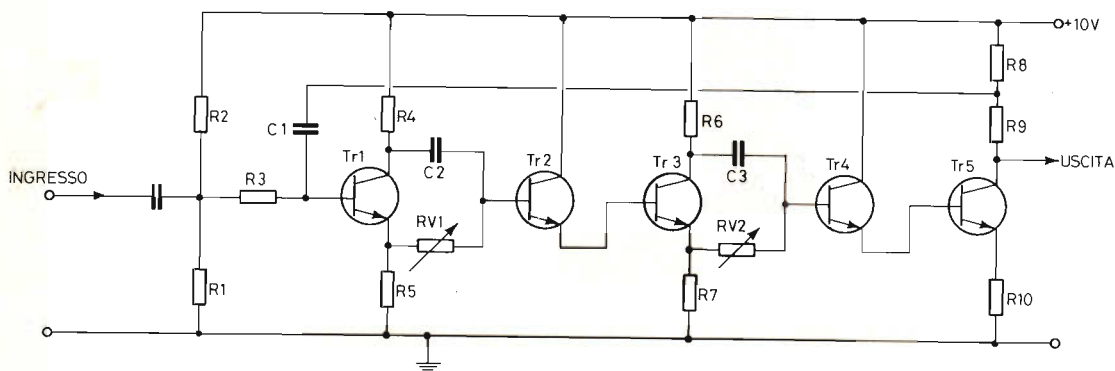 +10V
R8
R2
R4
R6
R9
C1
Tr1
C2
Tr2
Tr3
C3
Tr4
Tr5
USCITA
INGRESSO
R3
RV1
RV2
R1
R5
R7
R10